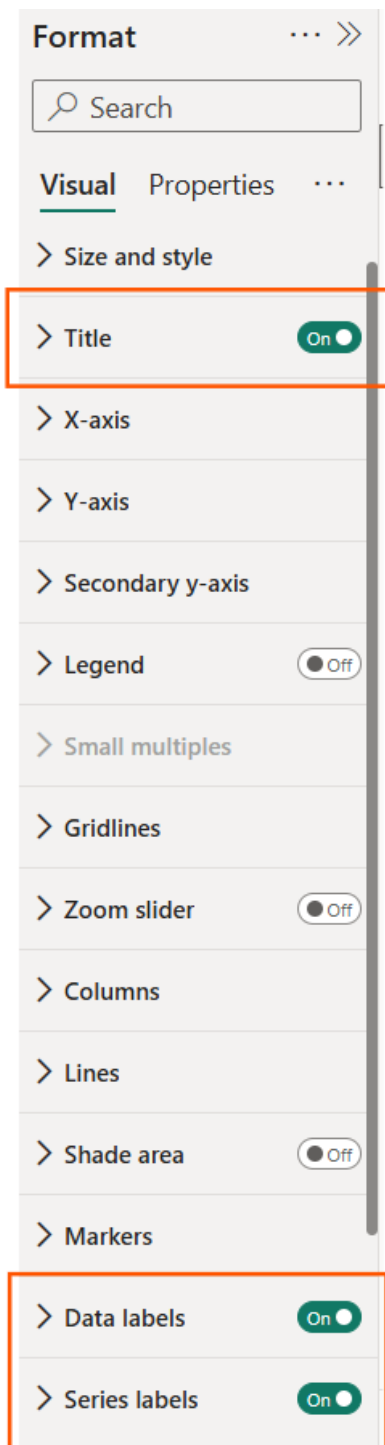 Format
Search
Visual Properties
Size and style
Title On
X-axis
Y-axis
Secondary y-axis
Legend Off
Small multiples
Gridlines
Zoom slider Off
Columns
Lines
Shade area Off
Markers
Data labels On
Series labels On